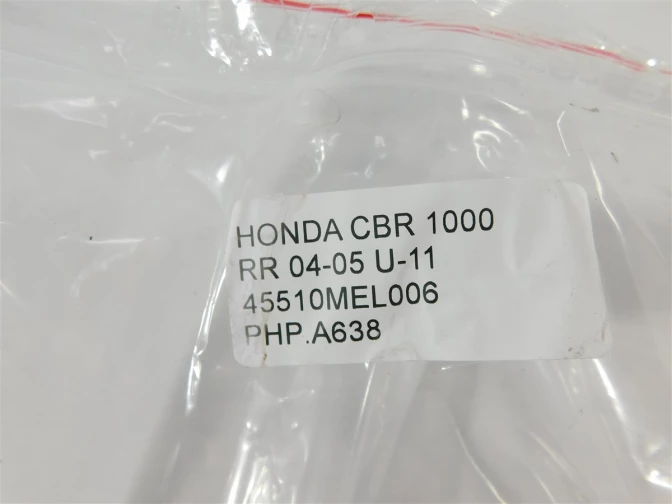 HONDA CBR 1000
RR 04-05 U-11
45510MEL006
PHP.A638